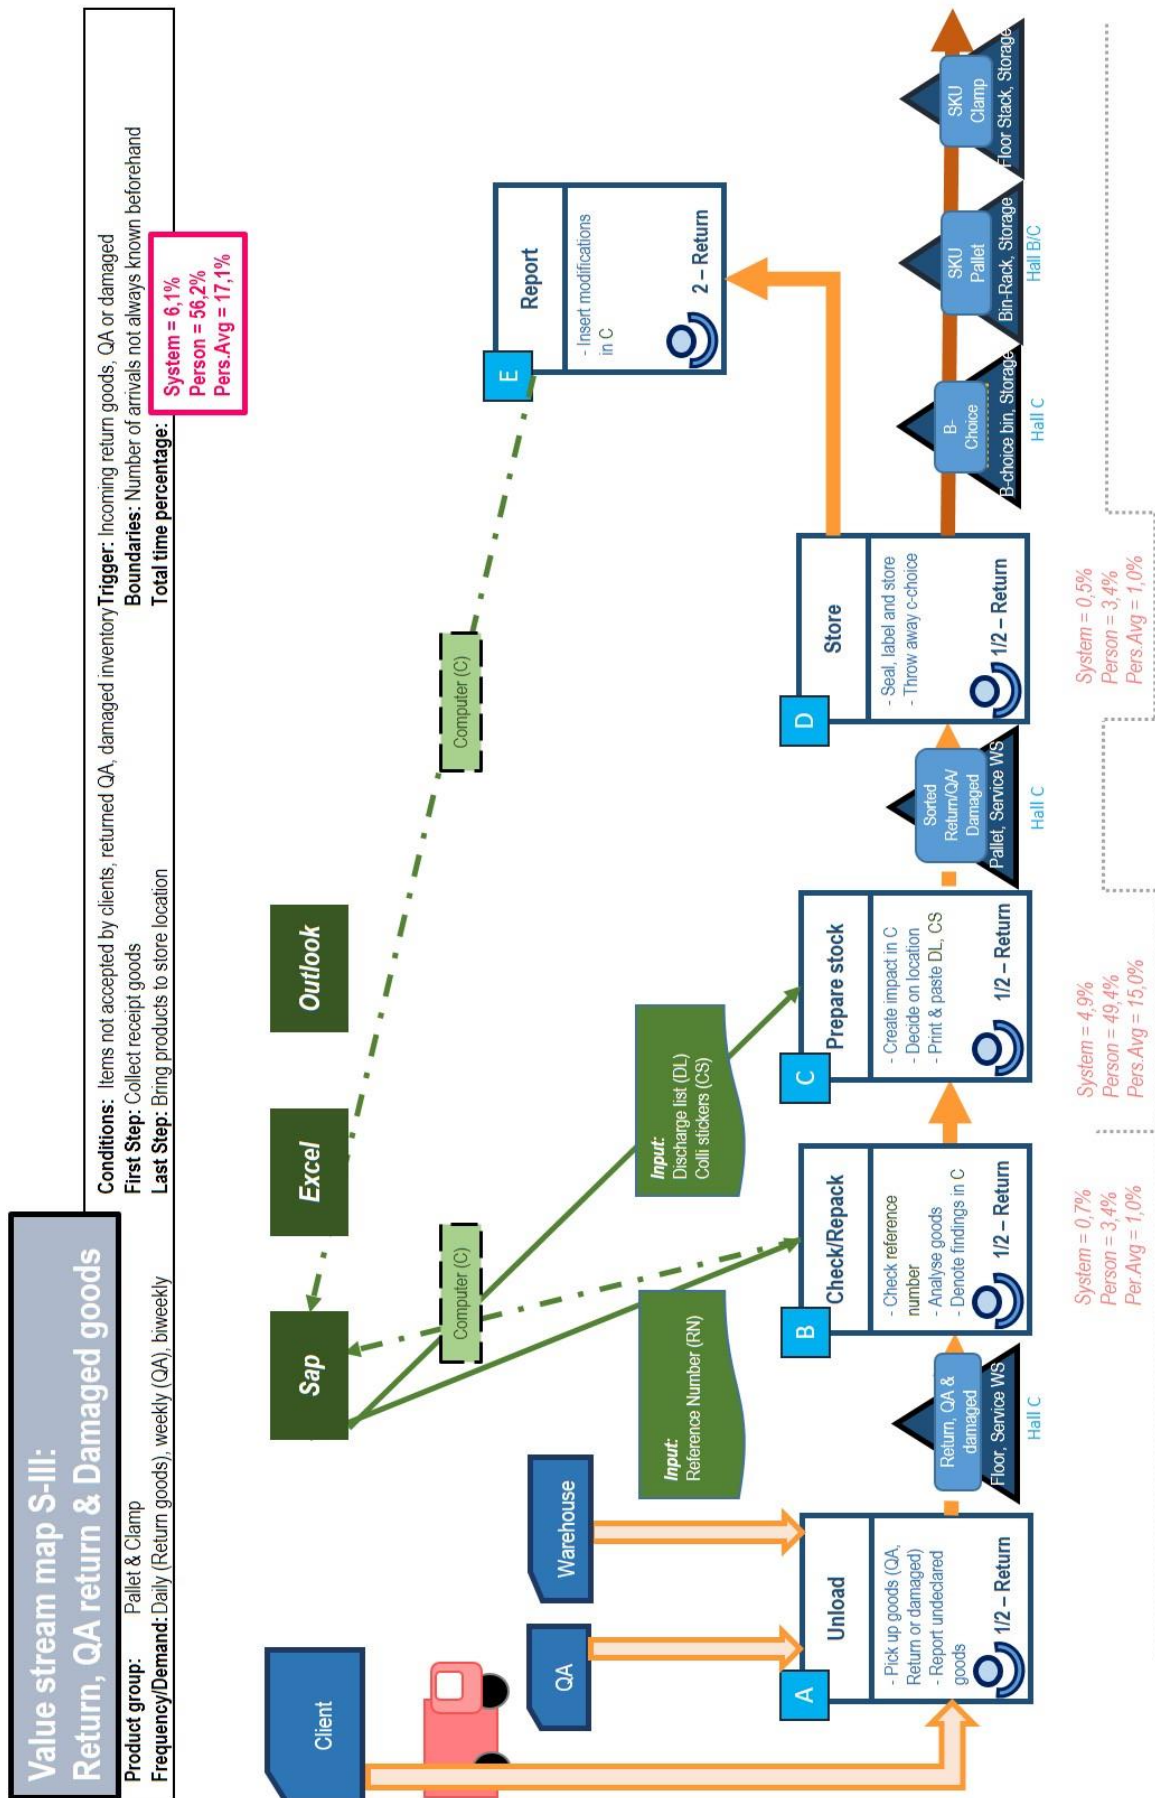 Value stream map S-III:
Return, QA return & Damaged goods
Product group: Pallet & Clamp
Frequency/Demand: Daily (Return goods), weekly (QA), biweekly
Conditions: Items not accepted by clients, returned QA, damaged inventory
First Step: Collect receipt goods
Last Step: Bring products to store location
Trigger: Incoming return goods, QA or damaged
Boundaries: Number of arrivals not always known beforehand
Total time percentage:
System = 6,1%
Person = 56,2%
Pers.Avg = 17,1%
Client
Sap
Excel
Outlook
QA
Warehouse
Computer (C)
Computer (C)
Input:
Reference Number (RN)
Input:
Discharge list (DL)
Colli stickers (CS)
E
Report
- Insert modifications
in C
2 – Return
A
Unload
- Pick up goods (QA,
Return or damaged)
- Report undeclared
goods
1/2 – Return
Return, QA &
damaged
Floor, Service WS
Hall C
B
Check/Repack
- Check reference
number
- Analyse goods
- Denote findings in C
1/2 – Return
C
Prepare stock
- Create impact in C
- Decide on location
- Print & paste DL, CS
1/2 – Return
Sorted
Return/QA/
Damaged
Pallet, Service WS
Hall C
D
Store
- Seal, label and store
- Throw away c-choice
1/2 – Return
B-
Choice
B-choice bin, Storage
Hall C
SKU
Pallet
Bin-Rack, Storage
Hall B/C
SKU
Clamp
Floor Stack, Storage
System = 0,7%
Person = 3,4%
Per.Avg = 1,0%
System = 4,9%
Person = 49,4%
Pers.Avg = 15,0%
System = 0,5%
Person = 3,4%
Pers.Avg = 1,0%